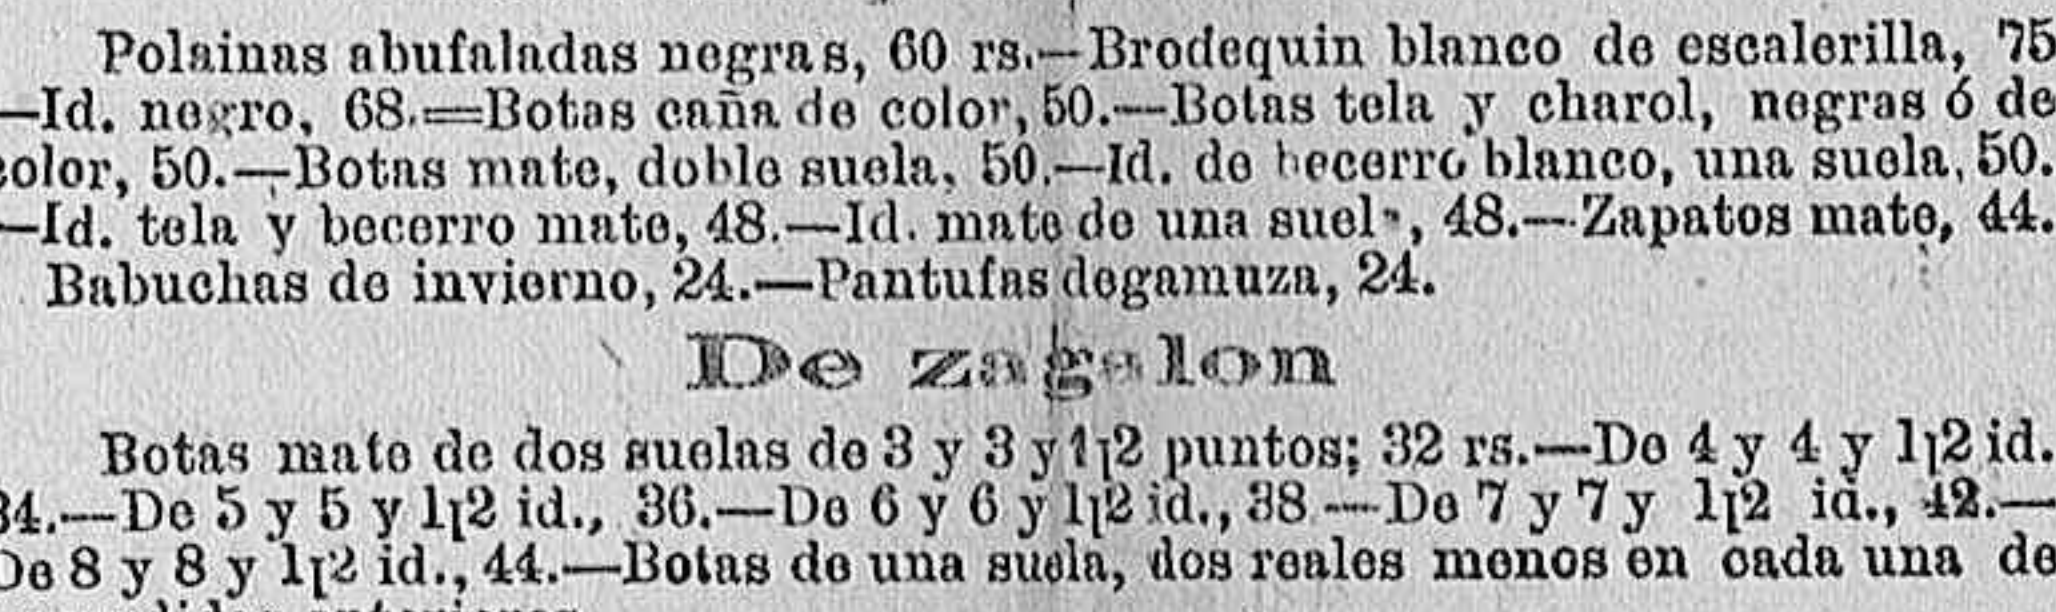 Polainas abufaladas negras, 60 rs.—Brodequin blanco de escalerilla, 75
—Id. negro, 68.=Botas caña de color, 50.—Botas tela y charol, negras ó de
color, 50.—Botas mate, doble suela, 50.—Id. de becerro blanco, una suela, 50.
—Id. tela y becerro mate, 48.—Id. mate de una suel, 48.—Zapatos mate, 44.
Babuchas de invierno, 24.—Pantufas degamuza, 24.
De zagalon
Botas mate de dos suelas de 3 y 3 y 1¡2 puntos; 32 rs.—De 4 y 4 y 1¡2 id.
34.—De 5 y 5 y 1¡2 id., 36.—De 6 y 6 y 1¡2 id., 38 —De 7 y 7 y 1¡2 id., 42.—
De 8 y 8 y 1¡2 id., 44.—Botas de una suela, dos reales menos en cada una de